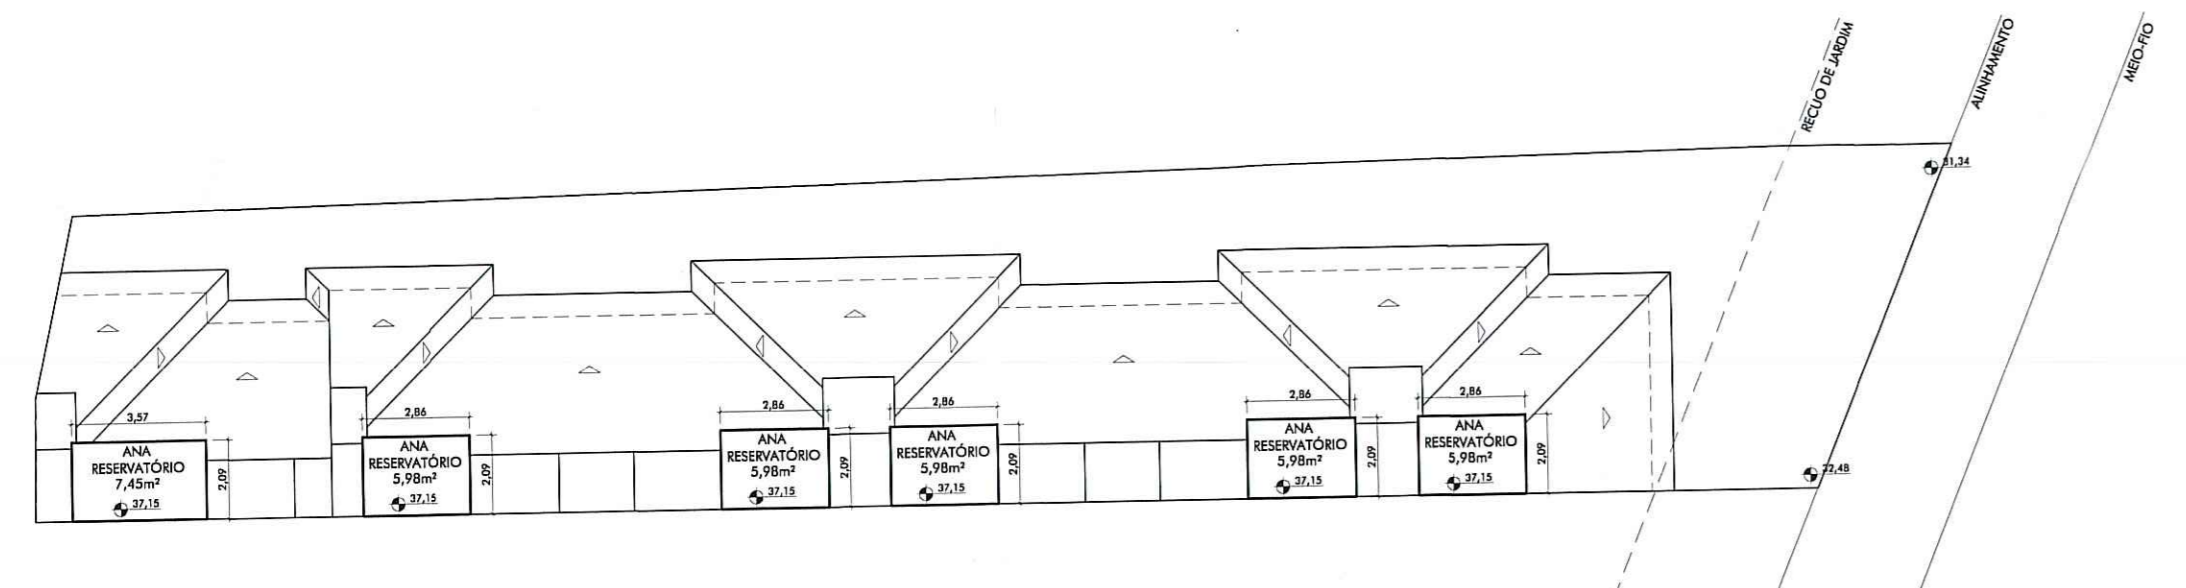 RECUO DE JARDIM
ALINHAMENTO
MEIO-FIO
31,34
3,57
2,86
2,86
2,86
2,86
2,86
ANA
RESERVATÓRIO
7,45m²
37,15
2,09
ANA
RESERVATÓRIO
5,98m²
37,15
2,09
ANA
RESERVATÓRIO
5,98m²
37,15
2,09
ANA
RESERVATÓRIO
5,98m²
37,15
2,09
ANA
RESERVATÓRIO
5,98m²
37,15
2,09
ANA
RESERVATÓRIO
5,98m²
37,15
2,09
32,48